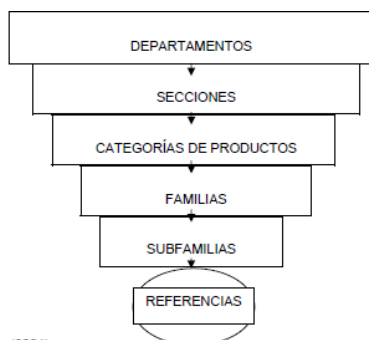 DEPARTAMENTOS
SECCIONES
CATEGORÍAS DE PRODUCTOS
FAMILIAS
SUBFAMILIAS
REFERENCIAS